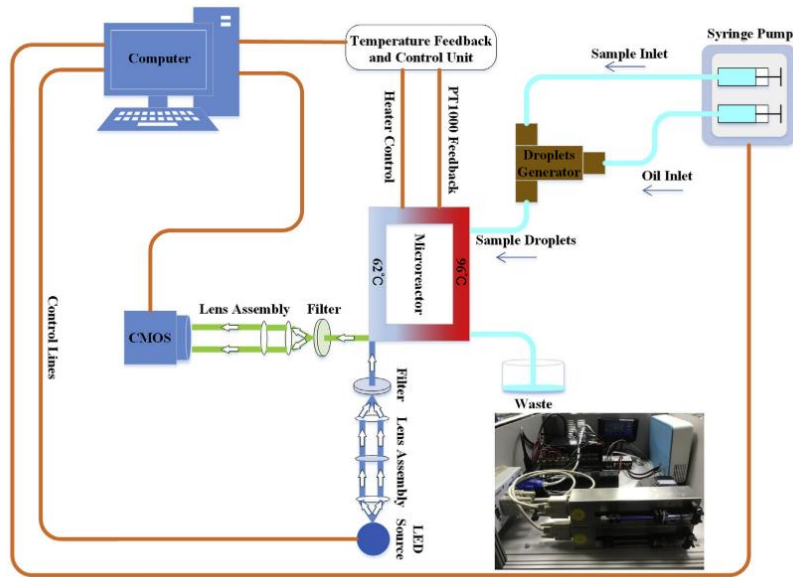 Computer
Temperature Feedback
and Control Unit
Syringe Pump
Sample Inlet
Heater Control
PT1000 Feedback
Droplets
Generator
Oil Inlet
Sample Droplets
62℃
Microreactor
96℃
Control Lines
Lens Assembly
Filter
CMOS
Filter
Lens Assembly
Waste
LED
Source